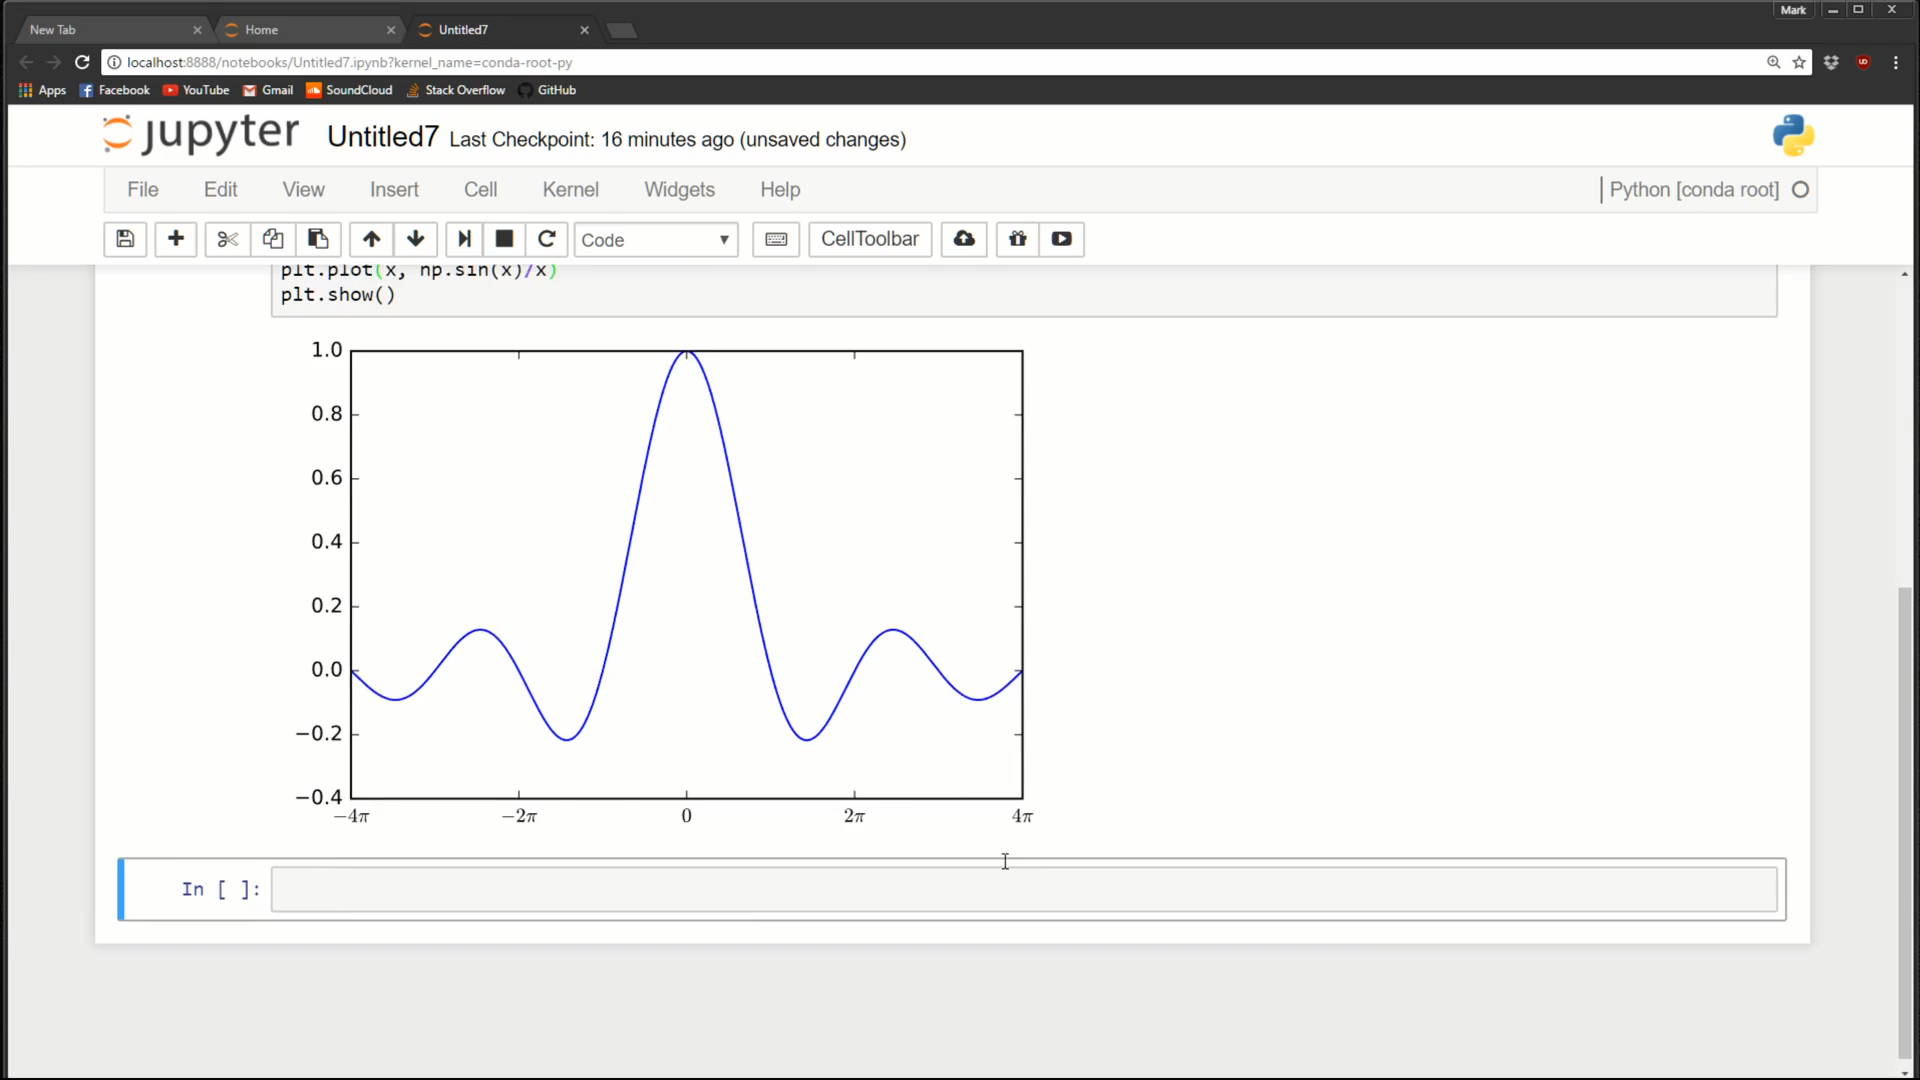 Mark
New Tab
Home
Untitled7
localhost:8888/notebooks/Untitled7.ipynb?kernel_name=conda-root-py
Apps Facebook YouTube Gmail SoundCloud Stack Overflow GitHub
jupyter Untitled7 Last Checkpoint: 16 minutes ago (unsaved changes)
File Edit View Insert Cell Kernel Widgets Help Python [conda root]
Code CellToolbar
plt.plot(x, np.sin(x)/x)
plt.show()
1.0
0.8
0.6
0.4
0.2
0.0
−0.2
−0.4
−4π −2π 0 2π 4π
In [ ]: